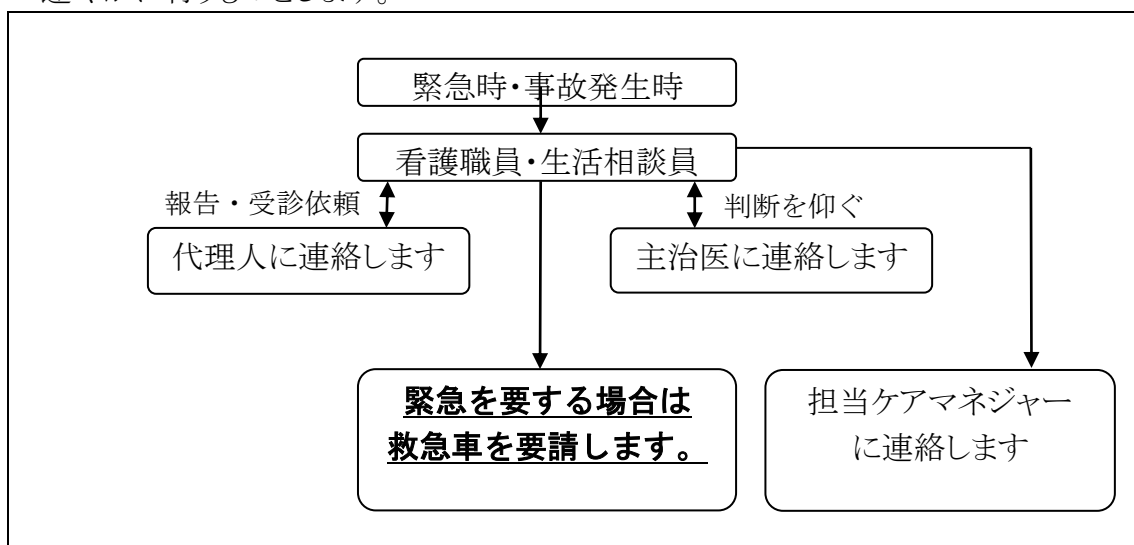 緊急時・事故発生時
看護職員・生活相談員
報告・受診依頼
判断を仰ぐ
代理人に連絡します
主治医に連絡します
緊急を要する場合は
救急車を要請します。
担当ケアマネジャー
に連絡します